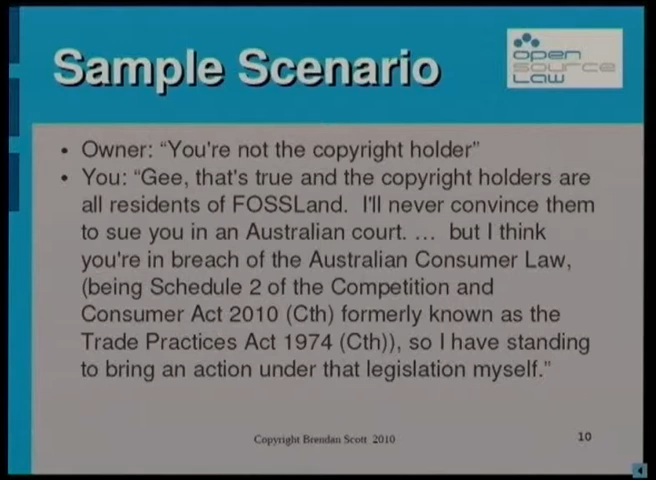 Sample Scenario
open
source
Law
• Owner: “You're not the copyright holder”
• You: “Gee, that's true and the copyright holders are
all residents of FOSSLand.  I'll never convince them
to sue you in an Australian court. …  but I think
you're in breach of the Australian Consumer Law,
(being Schedule 2 of the Competition and
Consumer Act 2010 (Cth) formerly known as the
Trade Practices Act 1974 (Cth)), so I have standing
to bring an action under that legislation myself.”
Copyright Brendan Scott  2010
10